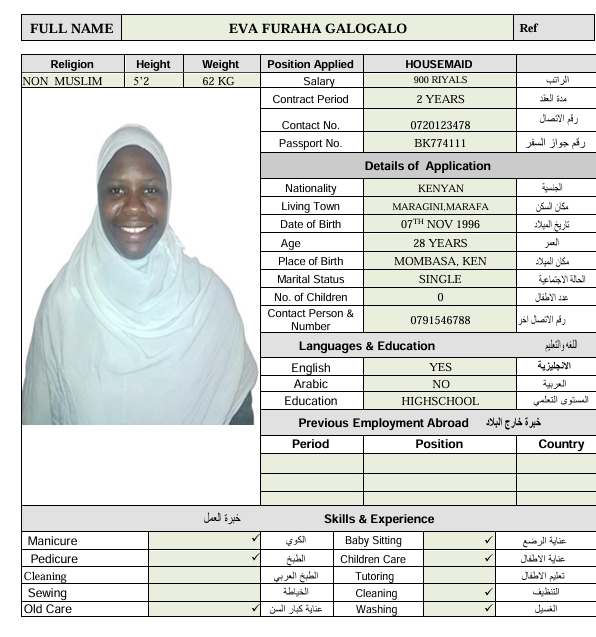 FULL NAME EVA FURAHA GALOGALO Ref
Religion Height Weight Position Applied HOUSEMAID
NON MUSLIM 5’2 62 KG Salary 900 RIYALS الراتب
Contract Period 2 YEARS مدة العقد
Contact No. 0720123478 رقم الاتصال
Passport No. BK774111 رقم جواز السفر
Details of Application
Nationality KENYAN الجنسية
Living Town MARAGINI,MARAFA مكان السكن
Date of Birth 07TH NOV 1996 تاريخ الميلاد
Age 28 YEARS العمر
Place of Birth MOMBASA, KEN مكان الميلاد
Marital Status SINGLE الحالة الاجتماعية
No. of Children 0 عدد الاطفال
Contact Person & Number 0791546788 رقم الاتصال اخر
Languages & Education اللغه والتعليم
English YES الانجليزية
Arabic NO العربية
Education HIGHSCHOOL المستوى التعلمي
Previous Employment Abroad خبرة خارج البلاد
Period Position Country
خبرة العمل Skills & Experience
Manicure ✓ الكوي Baby Sitting ✓ عناية الرضع
Pedicure ✓ الطبخ Children Care ✓ عناية الاطفال
Cleaning الطبخ العربي Tutoring تعليم الاطفال
Sewing الخياطة Cleaning ✓ التنظيف
Old Care ✓ عناية كبار السن Washing ✓ الغسيل